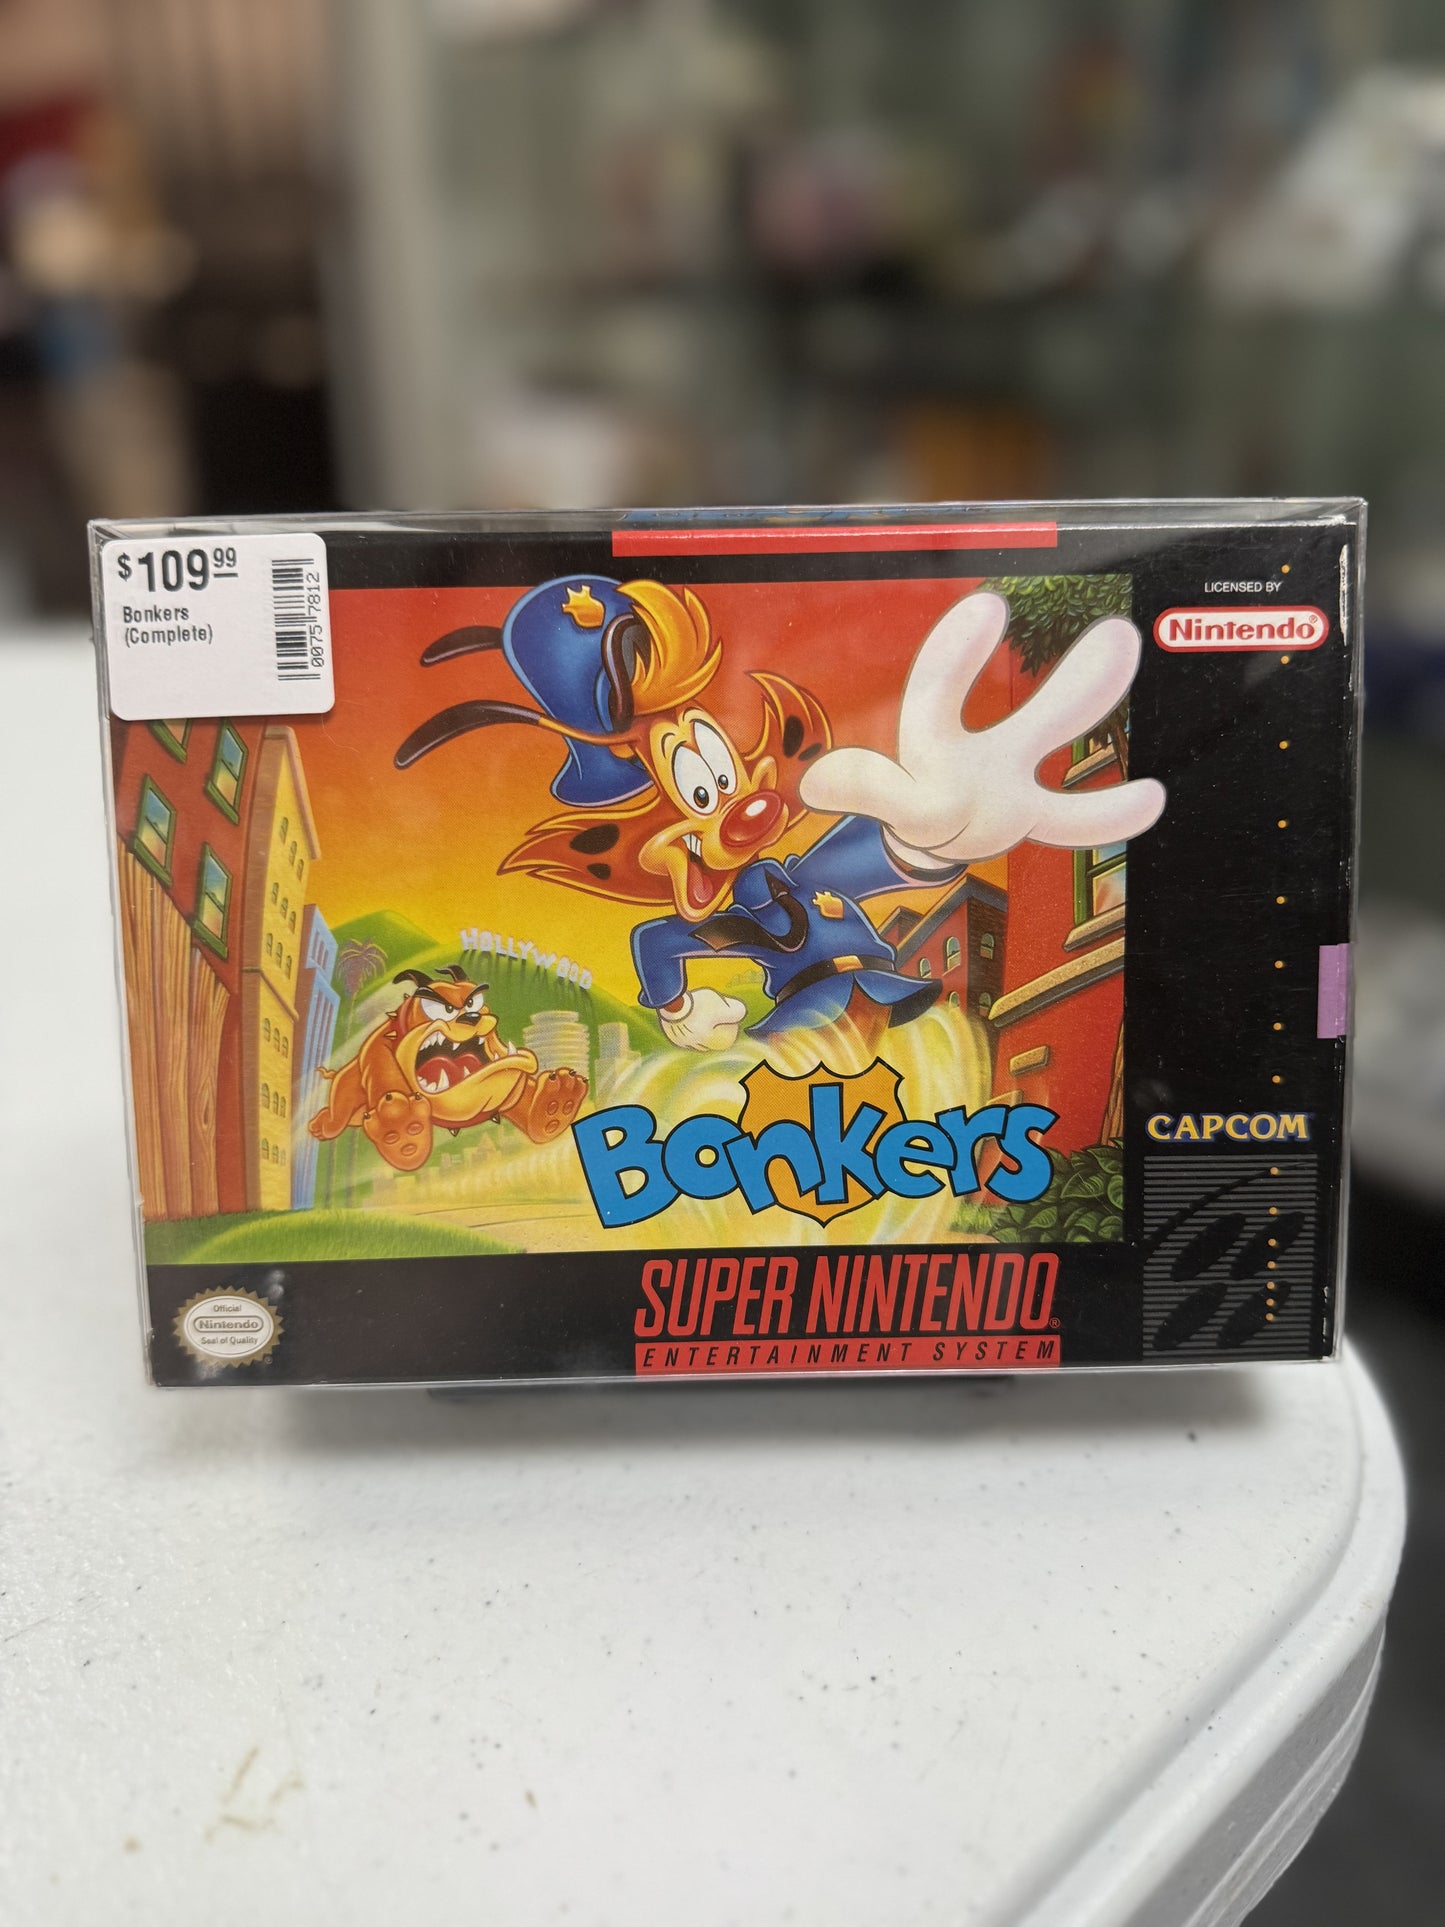 $109.99
Bonkers
(Complete)
0075 7812
LICENSED BY
Nintendo®
HOLLYWOOD
Bonkers
CAPCOM
Official
Nintendo
Seal of Quality
SUPER NINTENDO®
ENTERTAINMENT SYSTEM